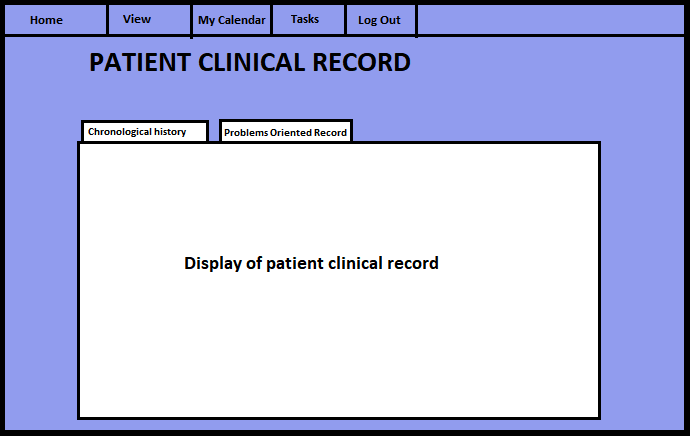 Home View My Calendar Tasks Log Out
PATIENT CLINICAL RECORD
Chronological history Problems Oriented Record
Display of patient clinical record